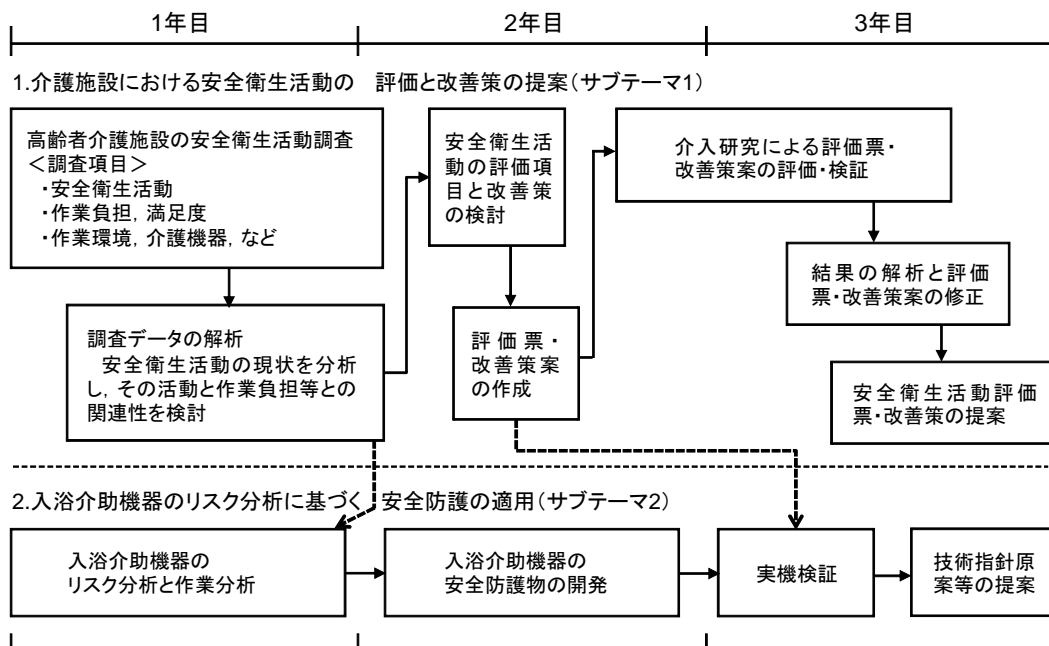 1年目
2年目
3年目
1.介護施設における安全衛生活動の 評価と改善策の提案(サブテーマ1)
高齢者介護施設の安全衛生活動調査
＜調査項目＞
・安全衛生活動
・作業負担, 満足度
・作業環境, 介護機器, など
調査データの解析
安全衛生活動の現状を分析
し, その活動と作業負担等との
関連性を検討
安全衛生活
動の評価項
目と改善策
の検討
評価票・
改善策案
の作成
介入研究による評価票・
改善策案の評価・検証
結果の解析と評価
票・改善策案の修正
安全衛生活動評価
票・改善策の提案
2.入浴介助機器のリスク分析に基づく 安全防護の適用(サブテーマ2)
入浴介助機器の
リスク分析と作業分析
入浴介助機器の
安全防護物の開発
実機検証
技術指針原
案等の提案